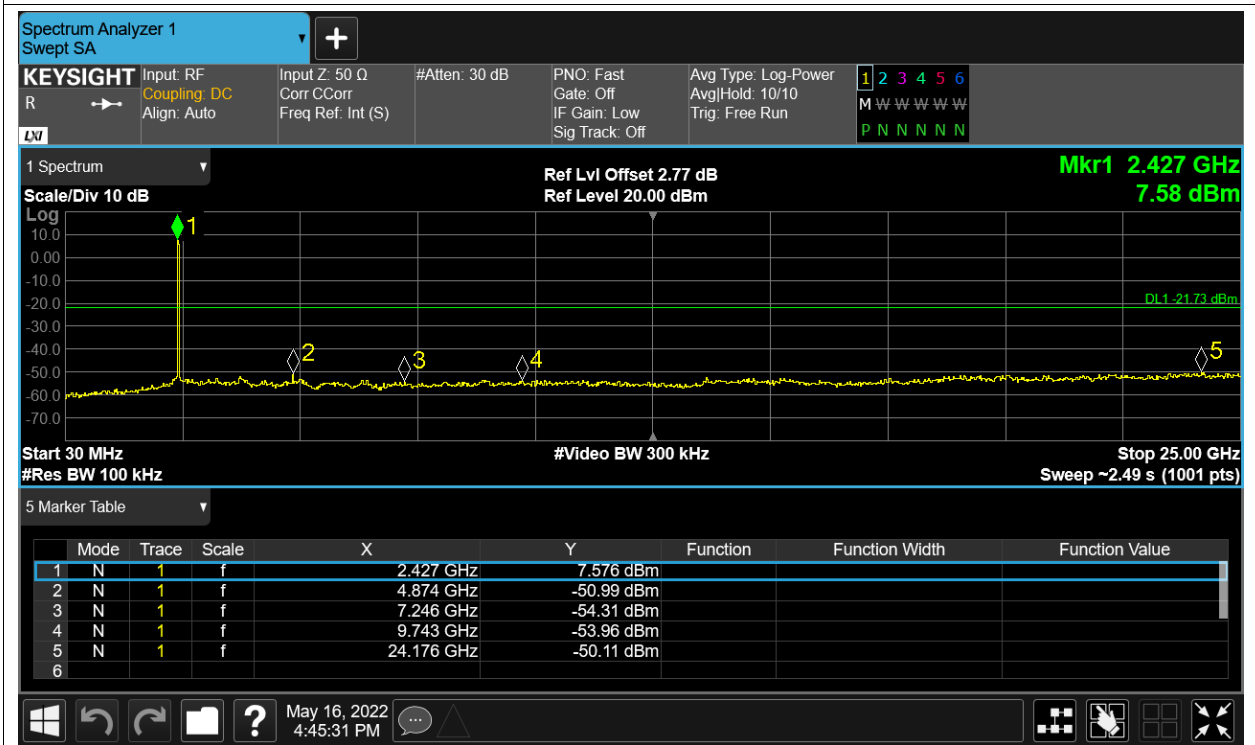 Spectrum Analyzer 1
Swept SA
+
KEYSIGHT Input: RF Input Z: 50 Ω #Atten: 30 dB PNO: Fast Avg Type: Log-Power 1 2 3 4 5 6
R Coupling: DC Corr CCorr Gate: Off Avg|Hold: 10/10 M W W W W W
Align: Auto Freq Ref: Int (S) IF Gain: Low Trig: Free Run
LXI Sig Track: Off P N N N N N
1 Spectrum Ref Lvl Offset 2.77 dB Mkr1 2.427 GHz
Scale/Div 10 dB Ref Level 20.00 dBm 7.58 dBm
Log
1
10.0
0.00
-10.0
-20.0 DL1 -21.73 dBm
-30.0
-40.0
2 3 4 5
-50.0
-60.0
-70.0
Start 30 MHz #Video BW 300 kHz Stop 25.00 GHz
#Res BW 100 kHz Sweep ~2.49 s (1001 pts)
5 Marker Table
Mode Trace Scale X Y Function Function Width Function Value
1 N 1 f 2.427 GHz 7.576 dBm
2 N 1 f 4.874 GHz -50.99 dBm
3 N 1 f 7.246 GHz -54.31 dBm
4 N 1 f 9.743 GHz -53.96 dBm
5 N 1 f 24.176 GHz -50.11 dBm
6
? May 16, 2022
4:45:31 PM